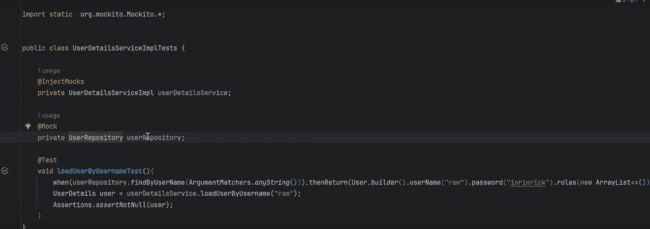 import static org.mockito.Mockito.*;
public class UserDetailsServiceImplTests {
1 usage
@InjectMocks
private UserDetailsServiceImpl userDetailsService;
1 usage
@Mock
private UserRepository userRepository;
@Test
void loadUserByUsernameTest(){
when(userRepository.findByUserName(ArgumentMatchers.anyString())).thenReturn(User.builder().userName("ram").password("inrinrick").roles(new ArrayList<>{})
UserDetails user = userDetailsService.loadUserByUsername("ram");
Assertions.assertNotNull(user);
}
}